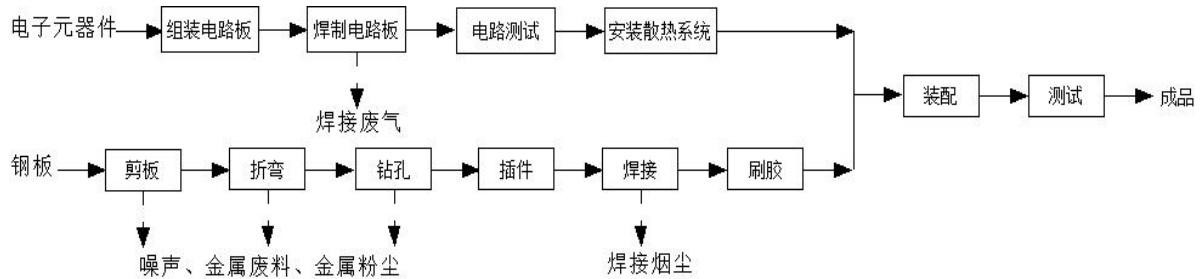 电子元器件 组装电路板 焊制电路板 电路测试 安装散热系统
装配 测试 成品
焊接废气
钢板 剪板 折弯 钻孔 插件 焊接 刷胶
噪声、金属废料、金属粉尘 焊接烟尘